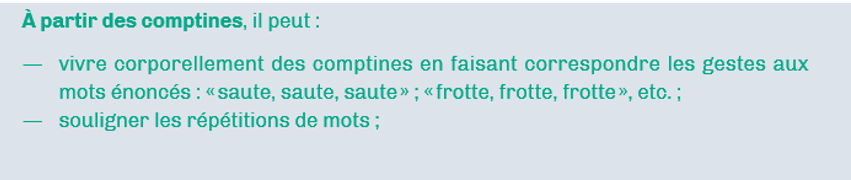 À partir des comptines, il peut :
— vivre corporellement des comptines en faisant correspondre les gestes aux
mots énoncés : «saute, saute, saute» ; «frotte, frotte, frotte», etc. ;
— souligner les répétitions de mots ;